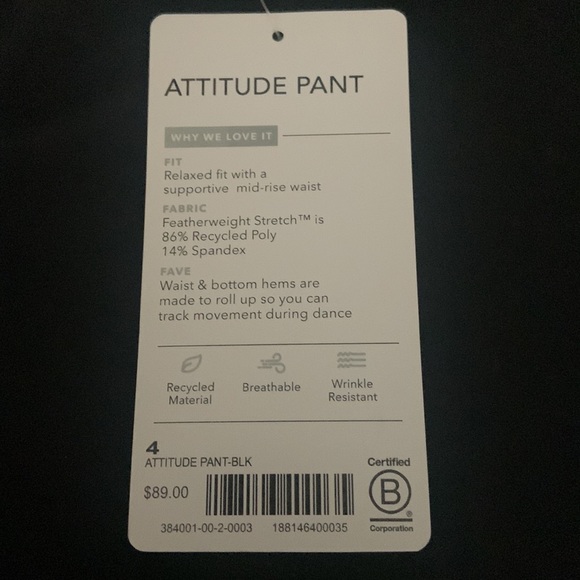 ATTITUDE PANT
WHY WE LOVE IT
FIT
Relaxed fit with a
supportive mid-rise waist
FABRIC
Featherweight Stretch™ is
86% Recycled Poly
14% Spandex
FAVE
Waist & bottom hems are
made to roll up so you can
track movement during dance
Recycled
Material
Breathable
Wrinkle
Resistant
4
ATTITUDE PANT-BLK
$89.00
384001-00-2-0003 188146400035
Certified
B
®
Corporation